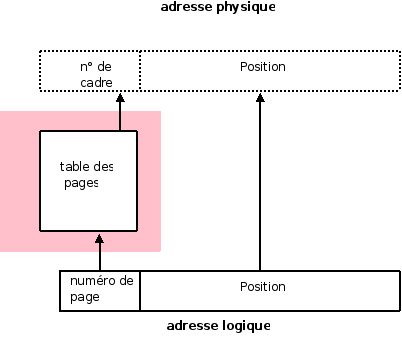 adresse physique
n° de
cadre
Position
table des
pages
numéro de
page
Position
adresse logique